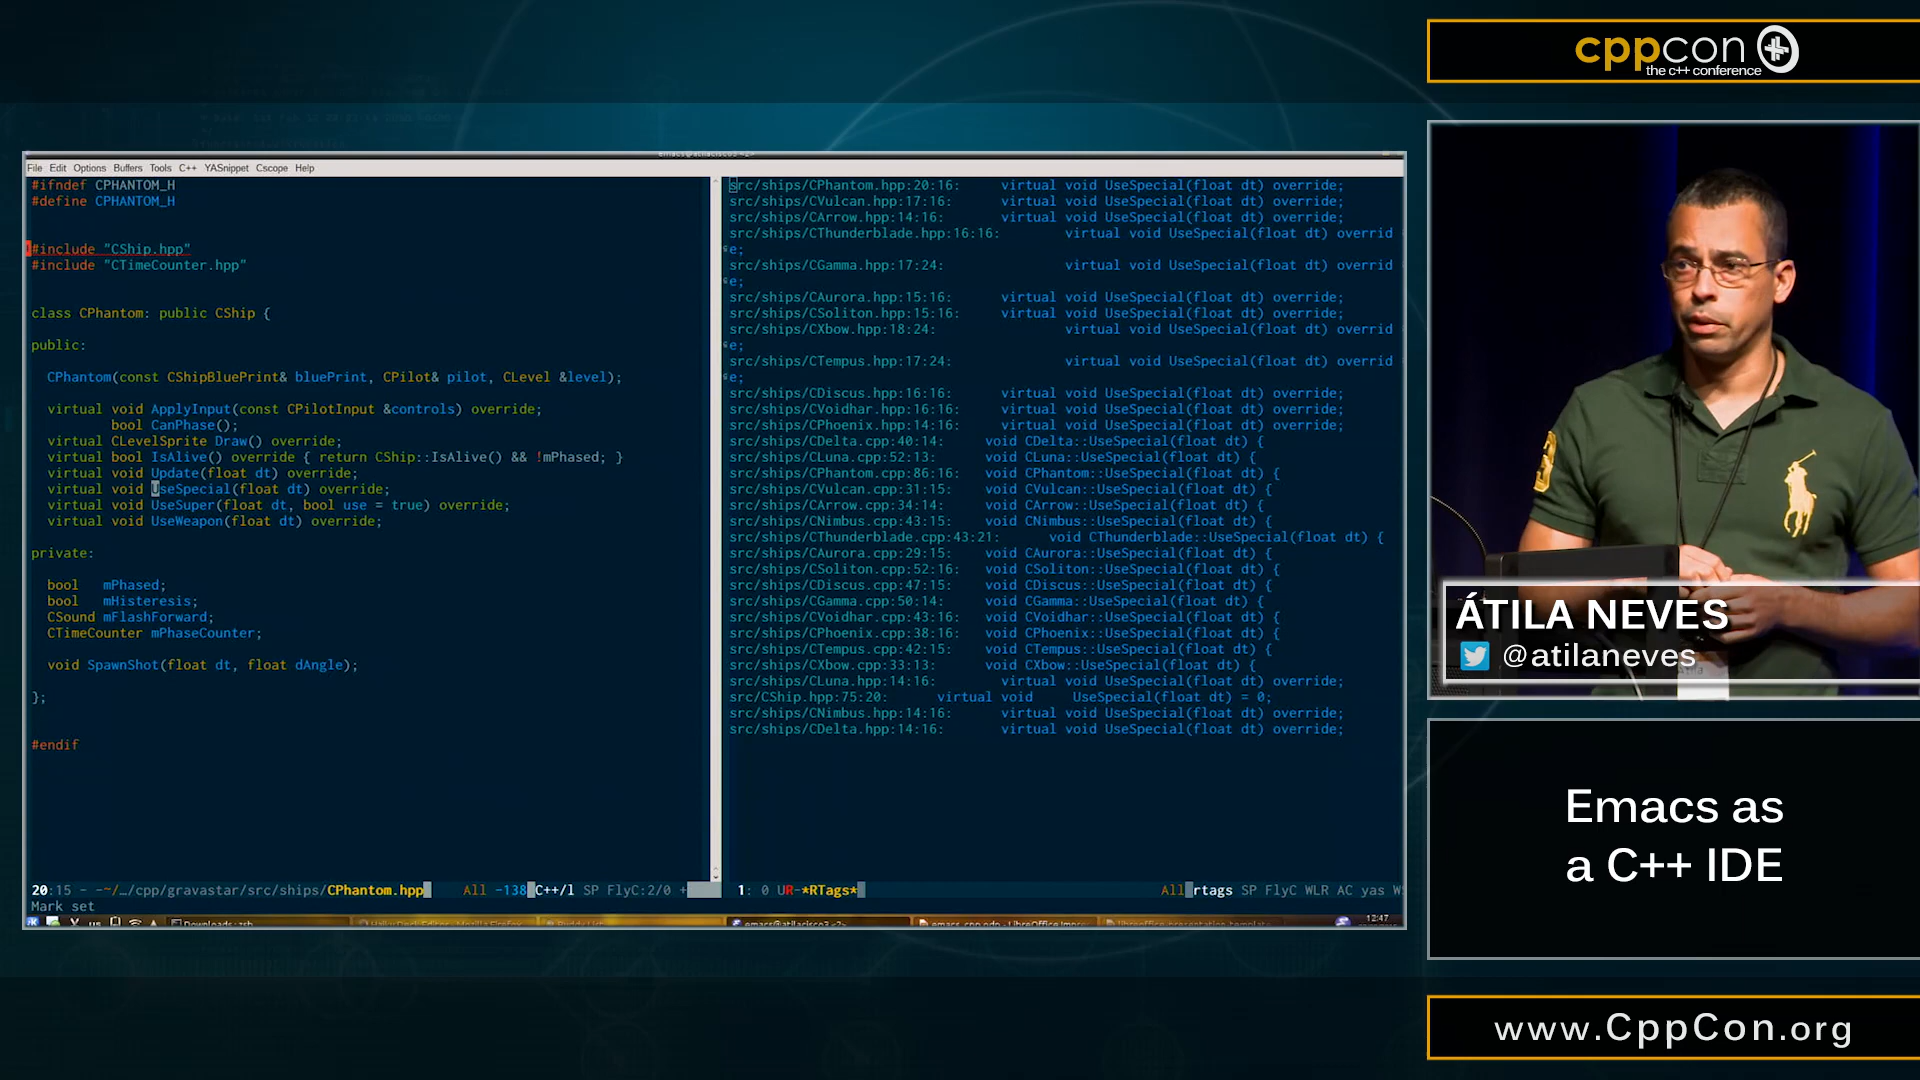 cppcon
the c++ conference
emacs@atilacisco3 <2>
File Edit Options Buffers Tools C++ YASnippet Cscope Help
#ifndef CPHANTOM_H
#define CPHANTOM_H
#include "CShip.hpp"
#include "CTimeCounter.hpp"
class CPhantom: public CShip {
public:
CPhantom(const CShipBluePrint& bluePrint, CPilot& pilot, CLevel &level);
virtual void ApplyInput(const CPilotInput &controls) override;
bool CanPhase();
virtual CLevelSprite Draw() override;
virtual bool IsAlive() override { return CShip::IsAlive() && !mPhased; }
virtual void Update(float dt) override;
virtual void UseSpecial(float dt) override;
virtual void UseSuper(float dt, bool use = true) override;
virtual void UseWeapon(float dt) override;
private:
bool mPhased;
bool mHisteresis;
CSound mFlashForward;
CTimeCounter mPhaseCounter;
void SpawnShot(float dt, float dAngle);
};
#endif
20:15 - ~/…/cpp/gravastar/src/ships/CPhantom.hpp All -138 C++/l SP FlyC:2/0 +
Mark set
src/ships/CPhantom.hpp:20:16: virtual void UseSpecial(float dt) override;
src/ships/CVulcan.hpp:17:16: virtual void UseSpecial(float dt) override;
src/ships/CArrow.hpp:14:16: virtual void UseSpecial(float dt) override;
src/ships/CThunderblade.hpp:16:16: virtual void UseSpecial(float dt) overrid
e;
src/ships/CGamma.hpp:17:24: virtual void UseSpecial(float dt) overrid
e;
src/ships/CAurora.hpp:15:16: virtual void UseSpecial(float dt) override;
src/ships/CSoliton.hpp:15:16: virtual void UseSpecial(float dt) override;
src/ships/CXbow.hpp:18:24: virtual void UseSpecial(float dt) overrid
e;
src/ships/CTempus.hpp:17:24: virtual void UseSpecial(float dt) overrid
e;
src/ships/CDiscus.hpp:16:16: virtual void UseSpecial(float dt) override;
src/ships/CVoidhar.hpp:16:16: virtual void UseSpecial(float dt) override;
src/ships/CPhoenix.hpp:14:16: virtual void UseSpecial(float dt) override;
src/ships/CDelta.cpp:40:14: void CDelta::UseSpecial(float dt) {
src/ships/CLuna.cpp:52:13: void CLuna::UseSpecial(float dt) {
src/ships/CPhantom.cpp:86:16: void CPhantom::UseSpecial(float dt) {
src/ships/CVulcan.cpp:31:15: void CVulcan::UseSpecial(float dt) {
src/ships/CArrow.cpp:34:14: void CArrow::UseSpecial(float dt) {
src/ships/CNimbus.cpp:43:15: void CNimbus::UseSpecial(float dt) {
src/ships/CThunderblade.cpp:43:21: void CThunderblade::UseSpecial(float dt) {
src/ships/CAurora.cpp:29:15: void CAurora::UseSpecial(float dt) {
src/ships/CSoliton.cpp:52:16: void CSoliton::UseSpecial(float dt) {
src/ships/CDiscus.cpp:47:15: void CDiscus::UseSpecial(float dt) {
src/ships/CGamma.cpp:50:14: void CGamma::UseSpecial(float dt) {
src/ships/CVoidhar.cpp:43:16: void CVoidhar::UseSpecial(float dt) {
src/ships/CPhoenix.cpp:38:16: void CPhoenix::UseSpecial(float dt) {
src/ships/CTempus.cpp:42:15: void CTempus::UseSpecial(float dt) {
src/ships/CXbow.cpp:33:13: void CXbow::UseSpecial(float dt) {
src/ships/CLuna.hpp:14:16: virtual void UseSpecial(float dt) override;
src/CShip.hpp:75:20: virtual void UseSpecial(float dt) = 0;
src/ships/CNimbus.hpp:14:16: virtual void UseSpecial(float dt) override;
src/ships/CDelta.hpp:14:16: virtual void UseSpecial(float dt) override;
1: 0 UR-*RTags* All rtags SP FlyC WLR AC yas W
Downloads : zsh
emacs@atilacisco3 <2>
emacs_cpp.odp - LibreOffice Impre
12:47
3
ÁTILA NEVES
@atilaneves
Emacs as
a C++ IDE
www.CppCon.org